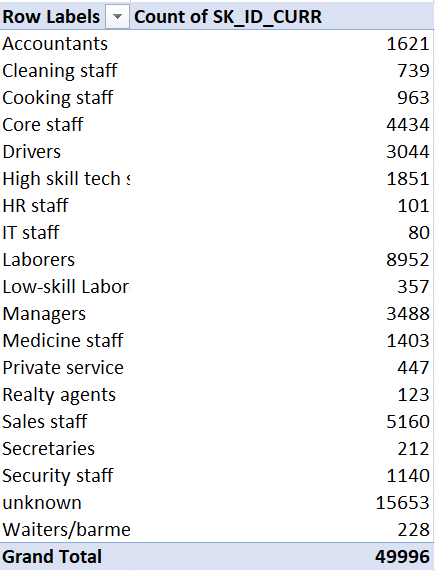 Row Labels Count of SK_ID_CURR
Accountants 1621
Cleaning staff 739
Cooking staff 963
Core staff 4434
Drivers 3044
High skill tech s 1851
HR staff 101
IT staff 80
Laborers 8952
Low-skill Labor 357
Managers 3488
Medicine staff 1403
Private service 447
Realty agents 123
Sales staff 5160
Secretaries 212
Security staff 1140
unknown 15653
Waiters/barme 228
Grand Total 49996